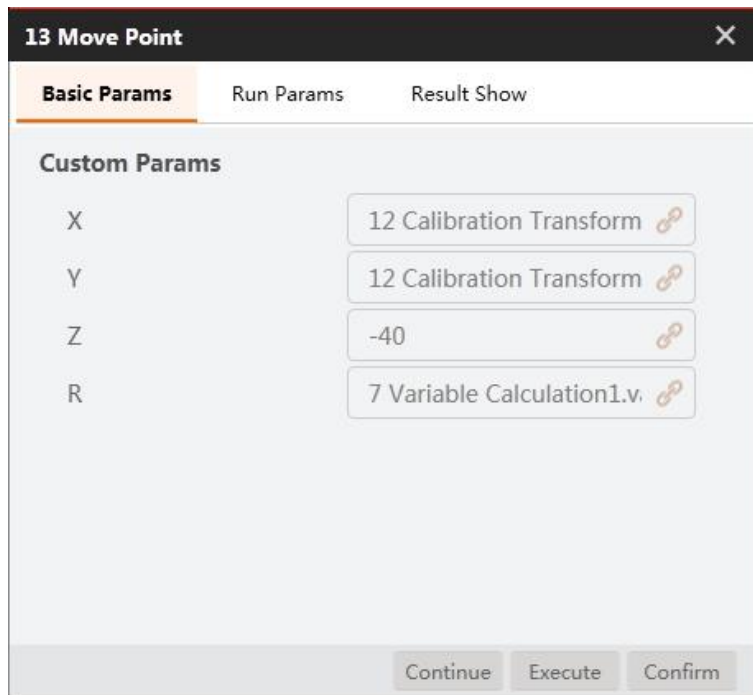 13 Move Point
Basic Params Run Params Result Show
Custom Params
X 12 Calibration Transform
Y 12 Calibration Transform
Z -40
R 7 Variable Calculation1.va
Continue Execute Confirm